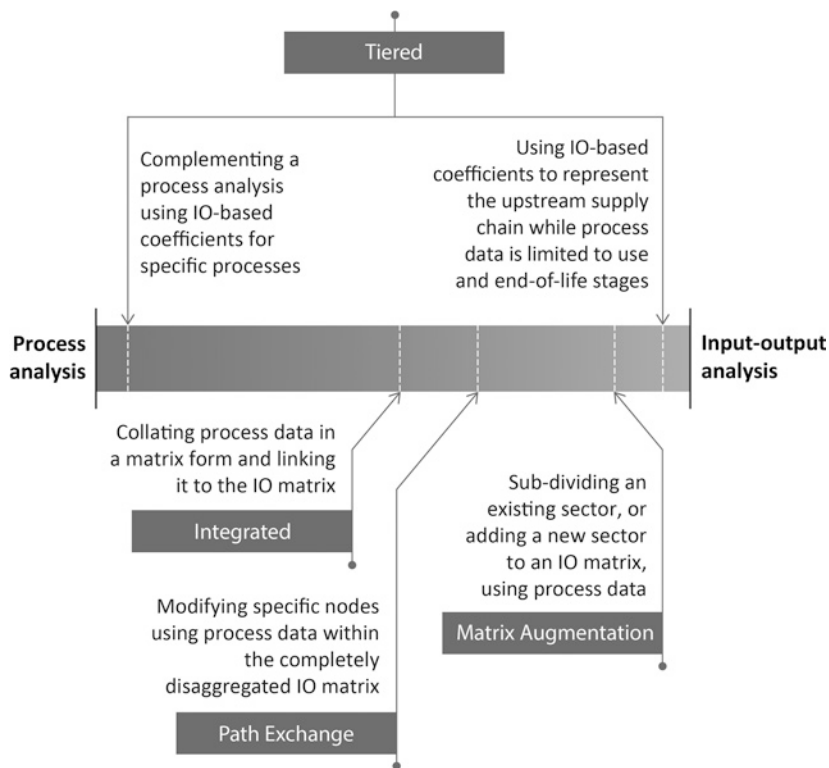 Tiered
Complementing a
process analysis
using IO-based
coefficients for
specific processes
Using IO-based
coefficients to represent
the upstream supply
chain while process
data is limited to use
and end-of-life stages
Process
analysis
Input-output
analysis
Collating process data in
a matrix form and linking
it to the IO matrix
Integrated
Sub-dividing an
existing sector, or
adding a new sector
to an IO matrix,
using process data
Matrix Augmentation
Modifying specific nodes
using process data within
the completely
disaggregated IO matrix
Path Exchange